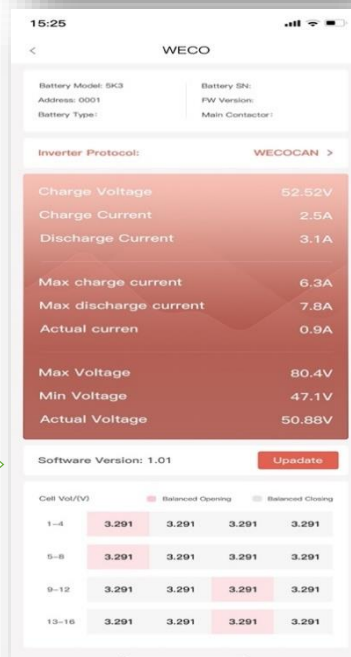 15:25
< WECO
Battery Model: 5K3 Battery SN:
Address: 0001 FW Version:
Battery Type: Main Contactor:
Inverter Protocol: WECOCAN >
Charge Voltage 52.52V
Charge Current 2.5A
Discharge Current 3.1A
Max charge current 6.3A
Max discharge current 7.8A
Actual curren 0.9A
Max Voltage 80.4V
Min Voltage 47.1V
Actual Voltage 50.88V
Software Version: 1.01 Upadate
Cell Vol/(V) Balanced Opening Balanced Closing
1-4 3.291 3.291 3.291 3.291
5-8 3.291 3.291 3.291 3.291
9-12 3.291 3.291 3.291 3.291
13-16 3.291 3.291 3.291 3.291